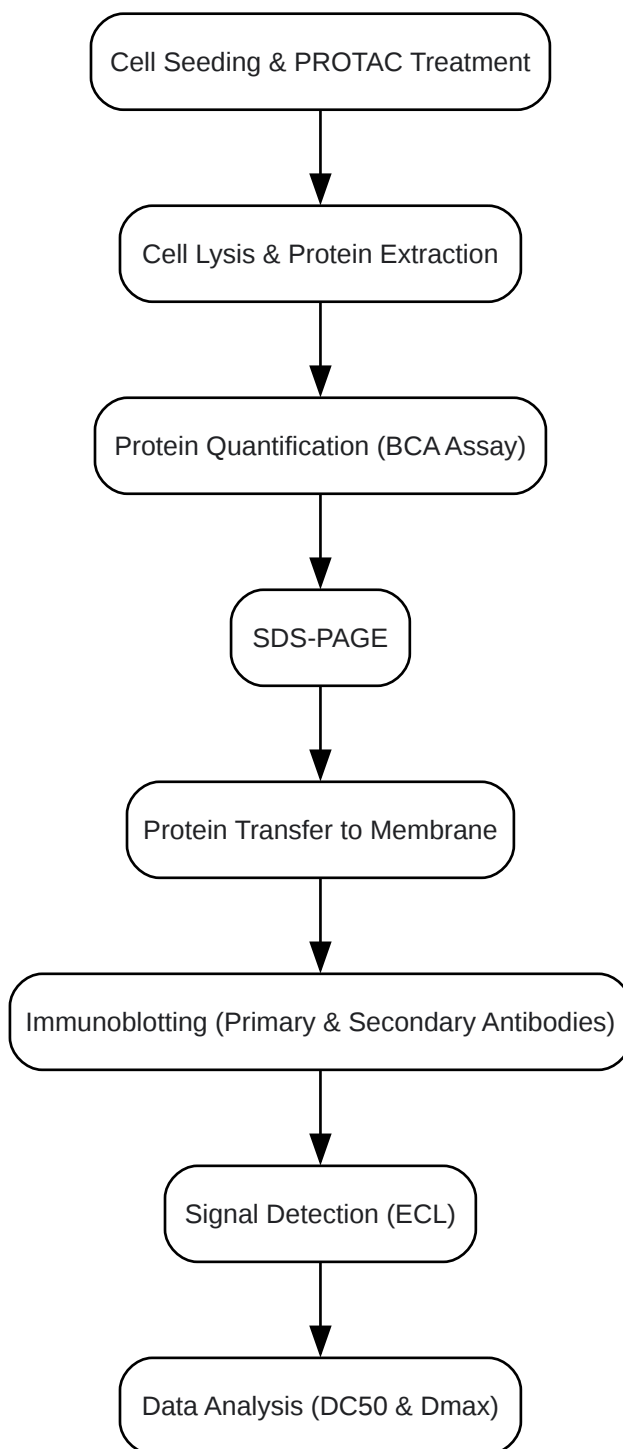 Cell Seeding & PROTAC Treatment
Cell Lysis & Protein Extraction
Protein Quantification (BCA Assay)
SDS-PAGE
Protein Transfer to Membrane
Immunoblotting (Primary & Secondary Antibodies)
Signal Detection (ECL)
Data Analysis (DC50 & Dmax)